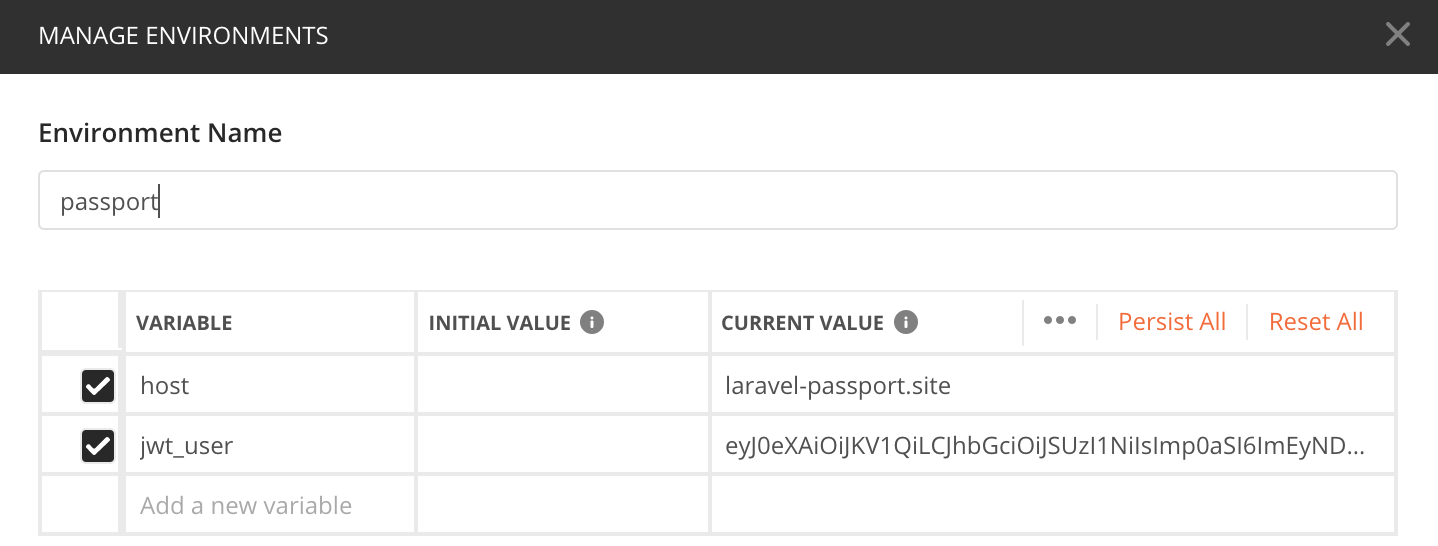 MANAGE ENVIRONMENTS
Environment Name
passport
VARIABLE INITIAL VALUE CURRENT VALUE ••• Persist All Reset All
host laravel-passport.site
jwt_user eyJ0eXAiOiJKV1QiLCJhbGciOiJSUzI1NiIsImp0aSI6ImEyND...
Add a new variable